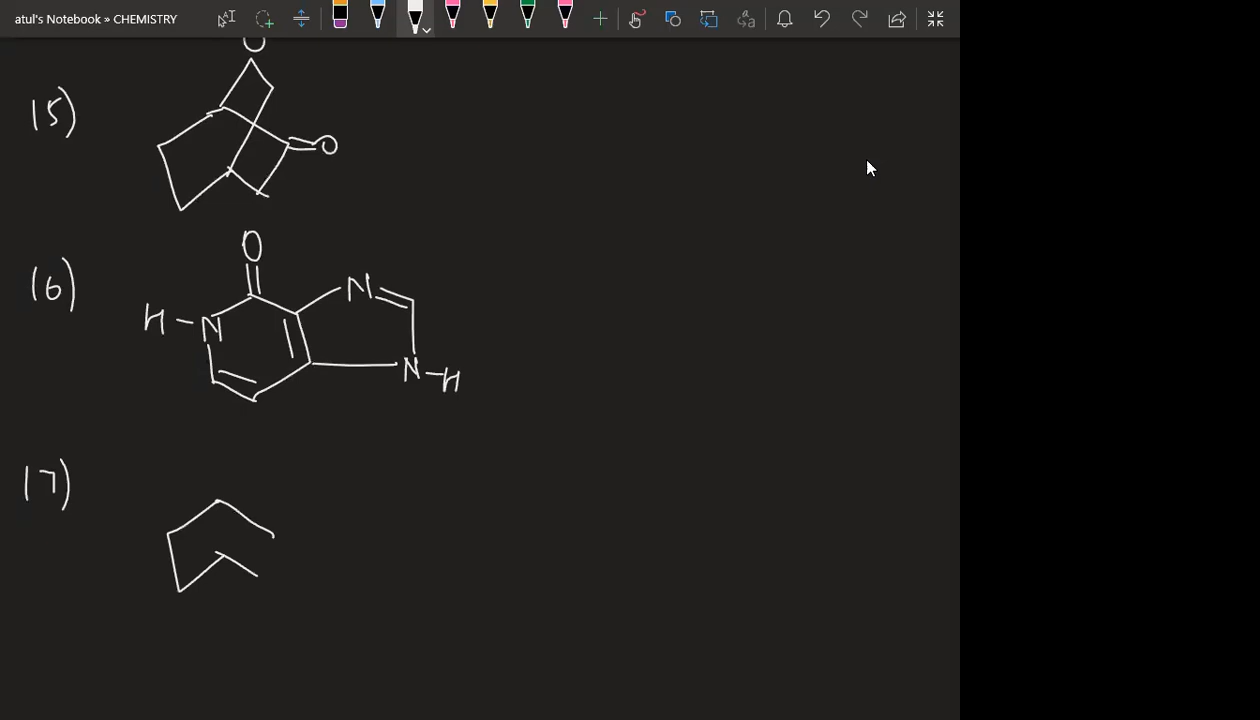 atul's Notebook » CHEMISTRY
O
15)
O
O
16)
N
H - N
N - H
17)